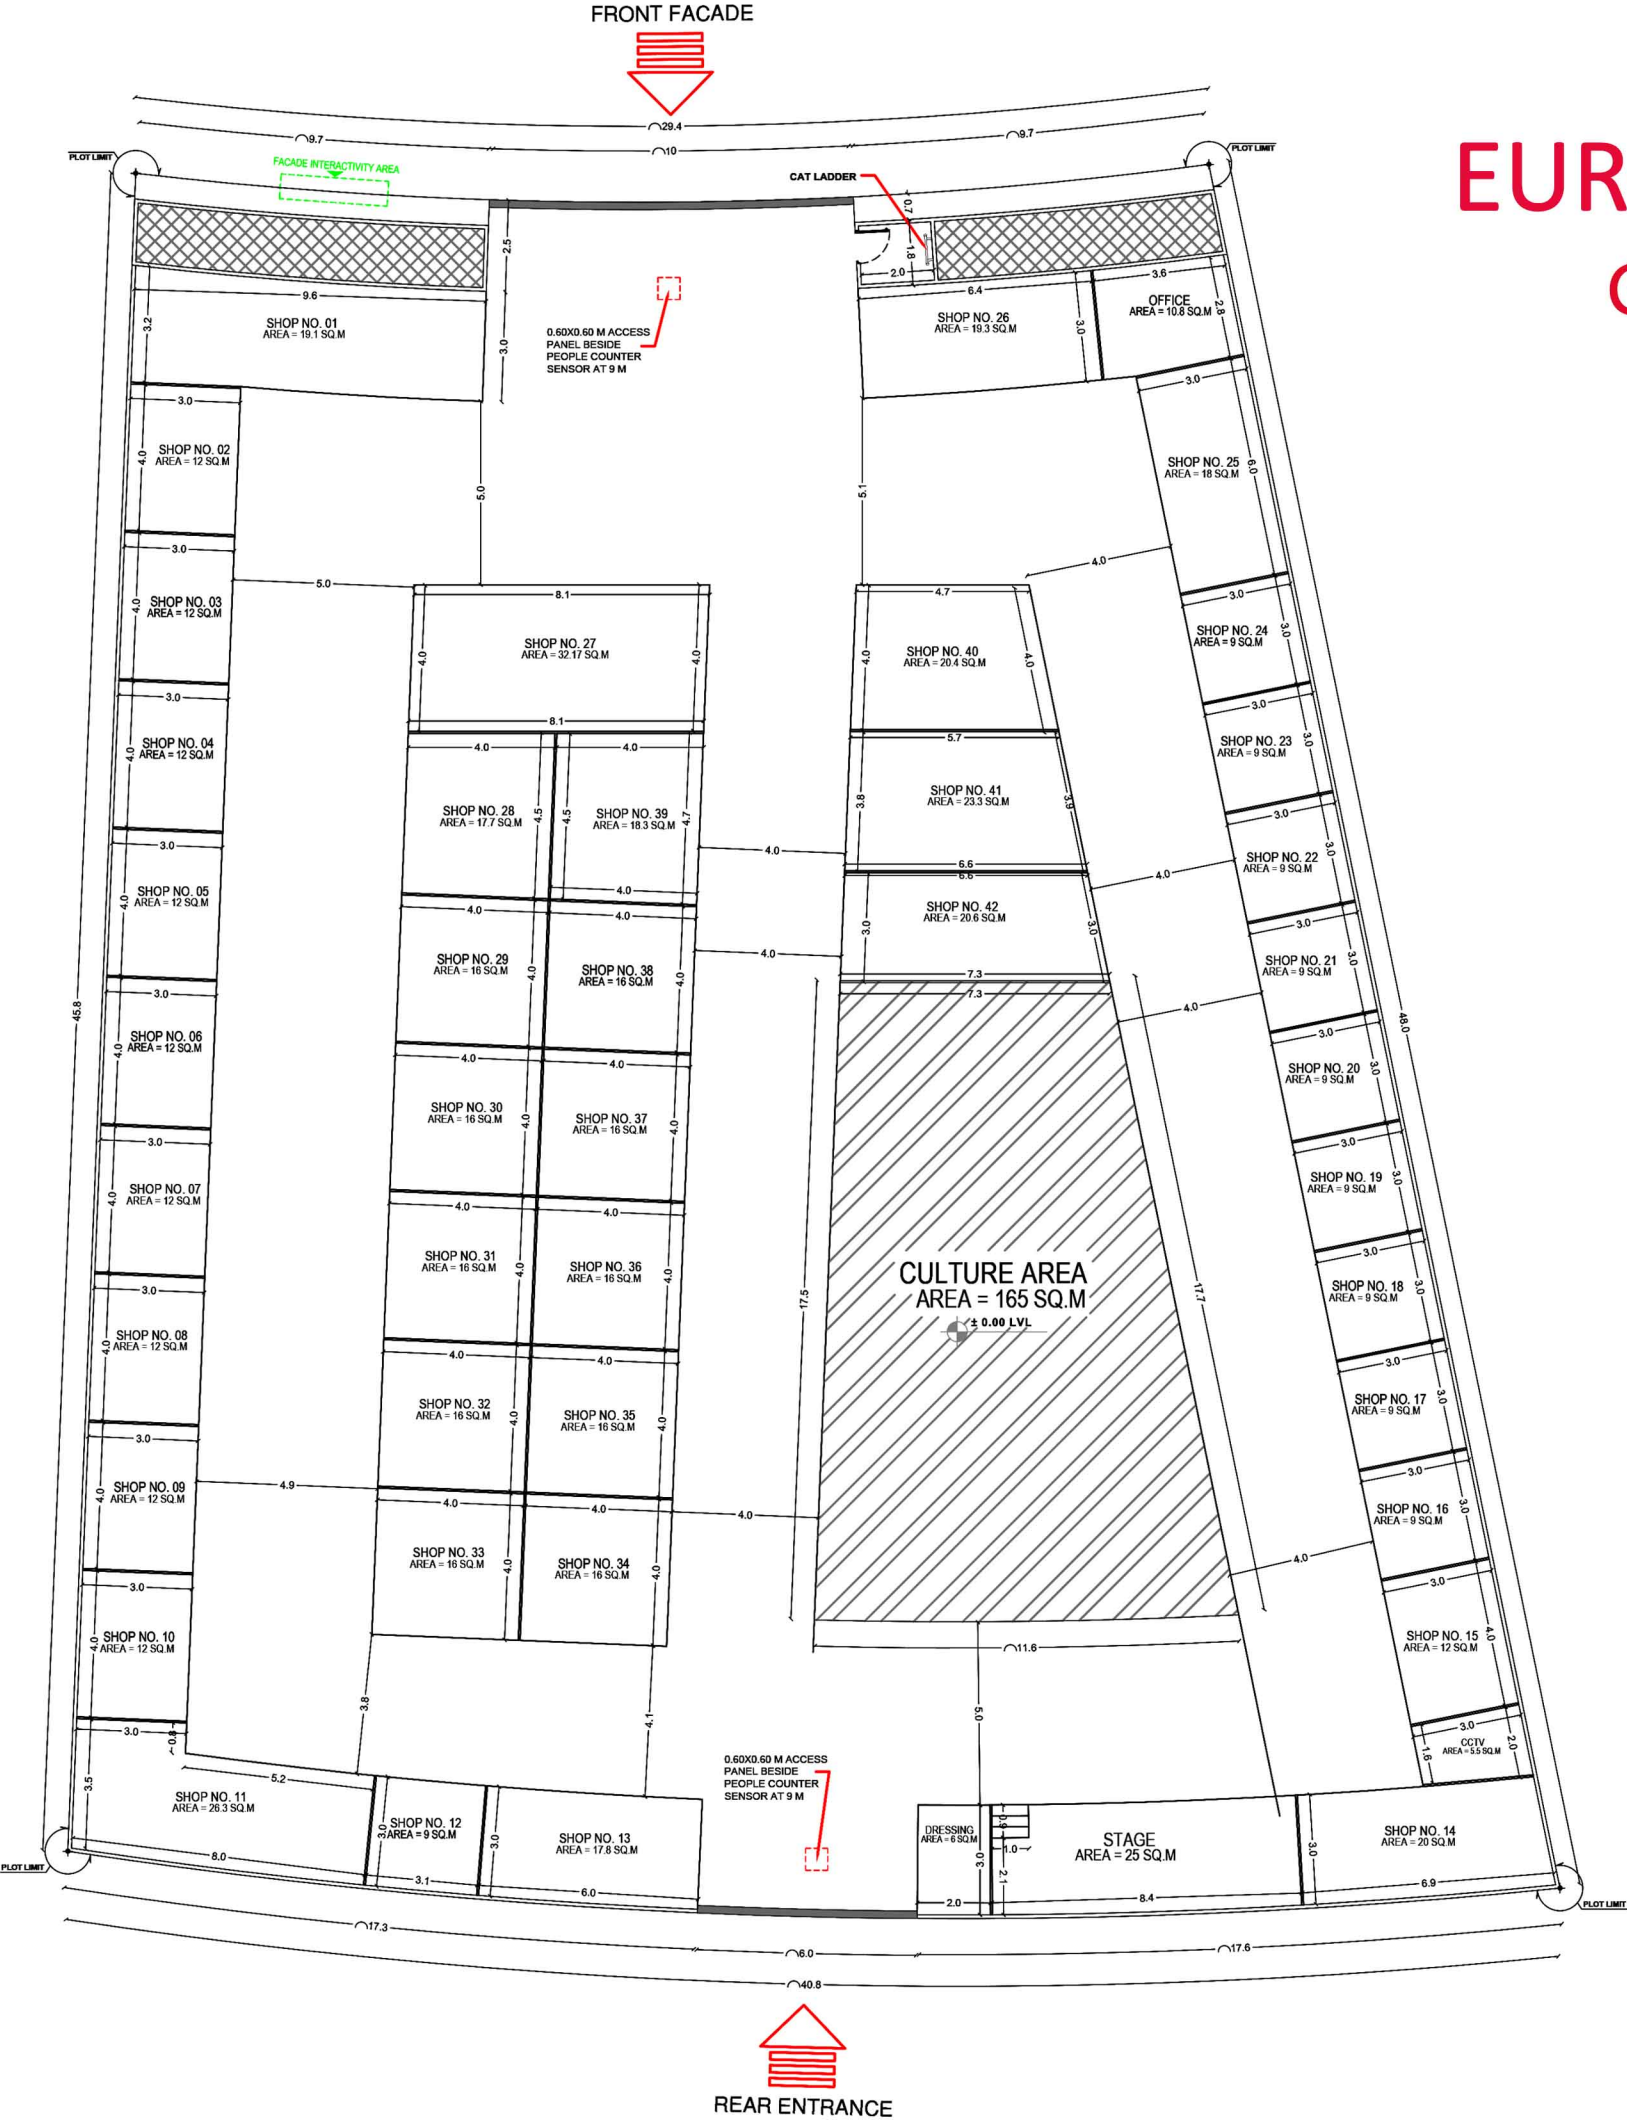 FRONT FACADE
29.4
9.7
10
9.7
PLOT LIMIT
PLOT LIMIT
FACADE INTERACTIVITY AREA
CAT LADDER
EUR
0.7
1.8
2.0
2.5
9.6
3.2
SHOP NO. 01
AREA = 19.1 SQ.M
3.0
0.60X0.60 M ACCESS
PANEL BESIDE
PEOPLE COUNTER
SENSOR AT 9 M
6.4
SHOP NO. 26
AREA = 19.3 SQ.M
3.0
3.6
OFFICE
AREA = 10.8 SQ.M
2.8
3.0
3.0
4.0
SHOP NO. 02
AREA = 12 SQ.M
5.0
5.1
SHOP NO. 25
AREA = 18 SQ.M
6.0
3.0
5.0
4.0
4.0
SHOP NO. 03
AREA = 12 SQ.M
8.1
4.7
3.0
4.0
SHOP NO. 27
AREA = 32.17 SQ.M
4.0
4.0
SHOP NO. 40
AREA = 20.4 SQ.M
4.0
SHOP NO. 24
AREA = 9 SQ.M
3.0
3.0
8.1
5.7
3.0
4.0
SHOP NO. 04
AREA = 12 SQ.M
4.0
4.0
SHOP NO. 23
AREA = 9 SQ.M
3.0
SHOP NO. 28
AREA = 17.7 SQ.M
4.5
4.5
SHOP NO. 39
AREA = 18.3 SQ.M
4.7
3.8
SHOP NO. 41
AREA = 23.3 SQ.M
3.9
3.0
3.0
4.0
4.0
SHOP NO. 22
AREA = 9 SQ.M
3.0
6.6
6.6
4.0
SHOP NO. 05
AREA = 12 SQ.M
4.0
4.0
4.0
3.0
SHOP NO. 42
AREA = 20.6 SQ.M
3.0
3.0
4.0
SHOP NO. 29
AREA = 16 SQ.M
4.0
SHOP NO. 38
AREA = 16 SQ.M
4.0
7.3
7.3
SHOP NO. 21
AREA = 9 SQ.M
3.0
3.0
45.8
48.0
4.0
3.0
4.0
SHOP NO. 06
AREA = 12 SQ.M
4.0
4.0
SHOP NO. 20
AREA = 9 SQ.M
3.0
SHOP NO. 30
AREA = 16 SQ.M
4.0
SHOP NO. 37
AREA = 16 SQ.M
4.0
3.0
3.0
4.0
SHOP NO. 07
AREA = 12 SQ.M
4.0
4.0
SHOP NO. 19
AREA = 9 SQ.M
3.0
SHOP NO. 31
AREA = 16 SQ.M
4.0
SHOP NO. 36
AREA = 16 SQ.M
4.0
17.5
CULTURE AREA
AREA = 165 SQ.M
± 0.00 LVL
17.7
3.0
3.0
SHOP NO. 18
AREA = 9 SQ.M
3.0
4.0
SHOP NO. 08
AREA = 12 SQ.M
4.0
4.0
3.0
SHOP NO. 32
AREA = 16 SQ.M
4.0
SHOP NO. 35
AREA = 16 SQ.M
4.0
SHOP NO. 17
AREA = 9 SQ.M
3.0
3.0
4.9
4.0
SHOP NO. 09
AREA = 12 SQ.M
4.0
4.0
4.0
3.0
SHOP NO. 16
AREA = 9 SQ.M
3.0
SHOP NO. 33
AREA = 16 SQ.M
4.0
SHOP NO. 34
AREA = 16 SQ.M
4.0
4.0
3.0
3.0
4.0
SHOP NO. 10
AREA = 12 SQ.M
SHOP NO. 15
AREA = 12 SQ.M
4.0
11.6
3.8
4.1
5.0
3.0
0.8
3.0
1.6
CCTV
AREA = 5.5 SQ.M
2.0
3.5
5.2
SHOP NO. 11
AREA = 26.3 SQ.M
3.0
SHOP NO. 12
AREA = 9 SQ.M
3.0
SHOP NO. 13
AREA = 17.8 SQ.M
0.60X0.60 M ACCESS
PANEL BESIDE
PEOPLE COUNTER
SENSOR AT 9 M
DRESSING
AREA = 6 SQ.M
3.0
0.9
1.0
2.1
STAGE
AREA = 25 SQ.M
3.0
SHOP NO. 14
AREA = 20 SQ.M
8.0
3.1
6.0
2.0
8.4
6.9
PLOT LIMIT
PLOT LIMIT
17.3
6.0
17.6
40.8
REAR ENTRANCE